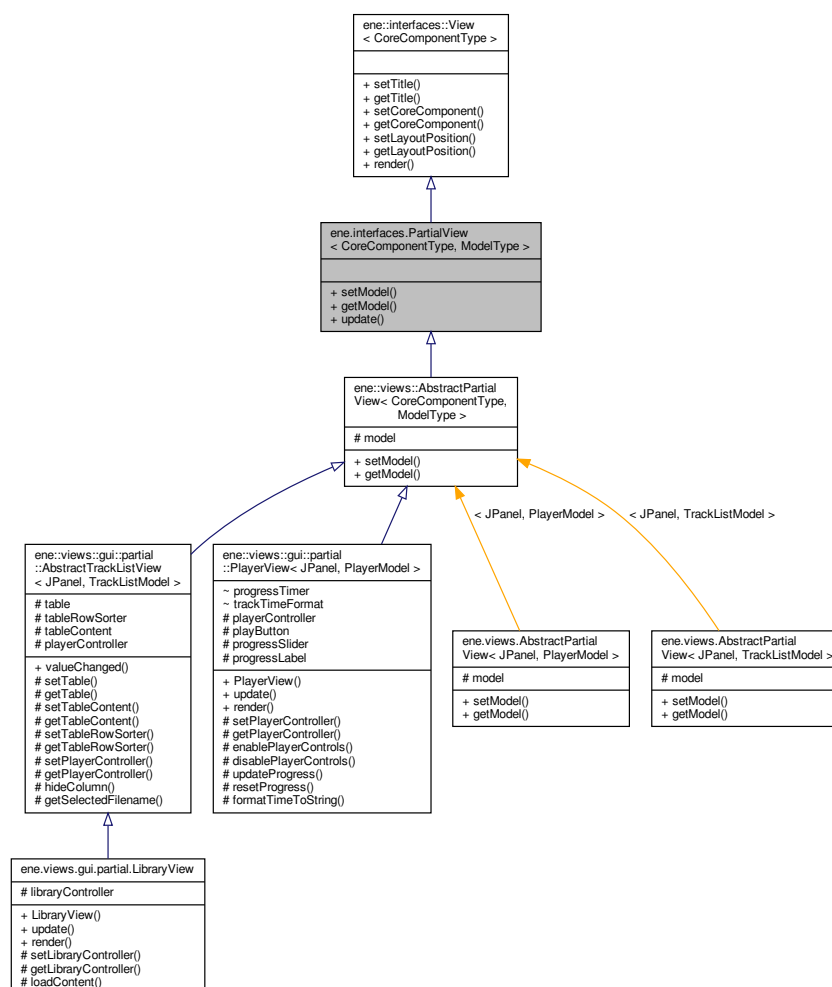 ene::interfaces::View
< CoreComponentType >
+ setTitle()
+ getTitle()
+ setCoreComponent()
+ getCoreComponent()
+ setLayoutPosition()
+ getLayoutPosition()
+ render()
ene.interfaces.PartialView
< CoreComponentType, ModelType >
+ setModel()
+ getModel()
+ update()
ene::views::AbstractPartial
View< CoreComponentType,
ModelType >
# model
+ setModel()
+ getModel()
< JPanel, PlayerModel >
< JPanel, TrackListModel >
ene::views::gui::partial
::AbstractTrackListView
< JPanel, TrackListModel >
# table
# tableRowSorter
# tableContent
# playerController
+ valueChanged()
# setTable()
# getTable()
# setTableContent()
# getTableContent()
# setTableRowSorter()
# getTableRowSorter()
# setPlayerController()
# getPlayerController()
# hideColumn()
# getSelectedFilename()
ene::views::gui::partial
::PlayerView< JPanel, PlayerModel >
~ progressTimer
~ trackTimeFormat
# playerController
# playButton
# progressSlider
# progressLabel
+ PlayerView()
+ update()
+ render()
# setPlayerController()
# getPlayerController()
# enablePlayerControls()
# disablePlayerControls()
# updateProgress()
# resetProgress()
# formatTimeToString()
ene.views.AbstractPartial
View< JPanel, PlayerModel >
# model
+ setModel()
+ getModel()
ene.views.AbstractPartial
View< JPanel, TrackListModel >
# model
+ setModel()
+ getModel()
ene.views.gui.partial.LibraryView
# libraryController
+ LibraryView()
+ update()
+ render()
# setLibraryController()
# getLibraryController()
# loadContent()